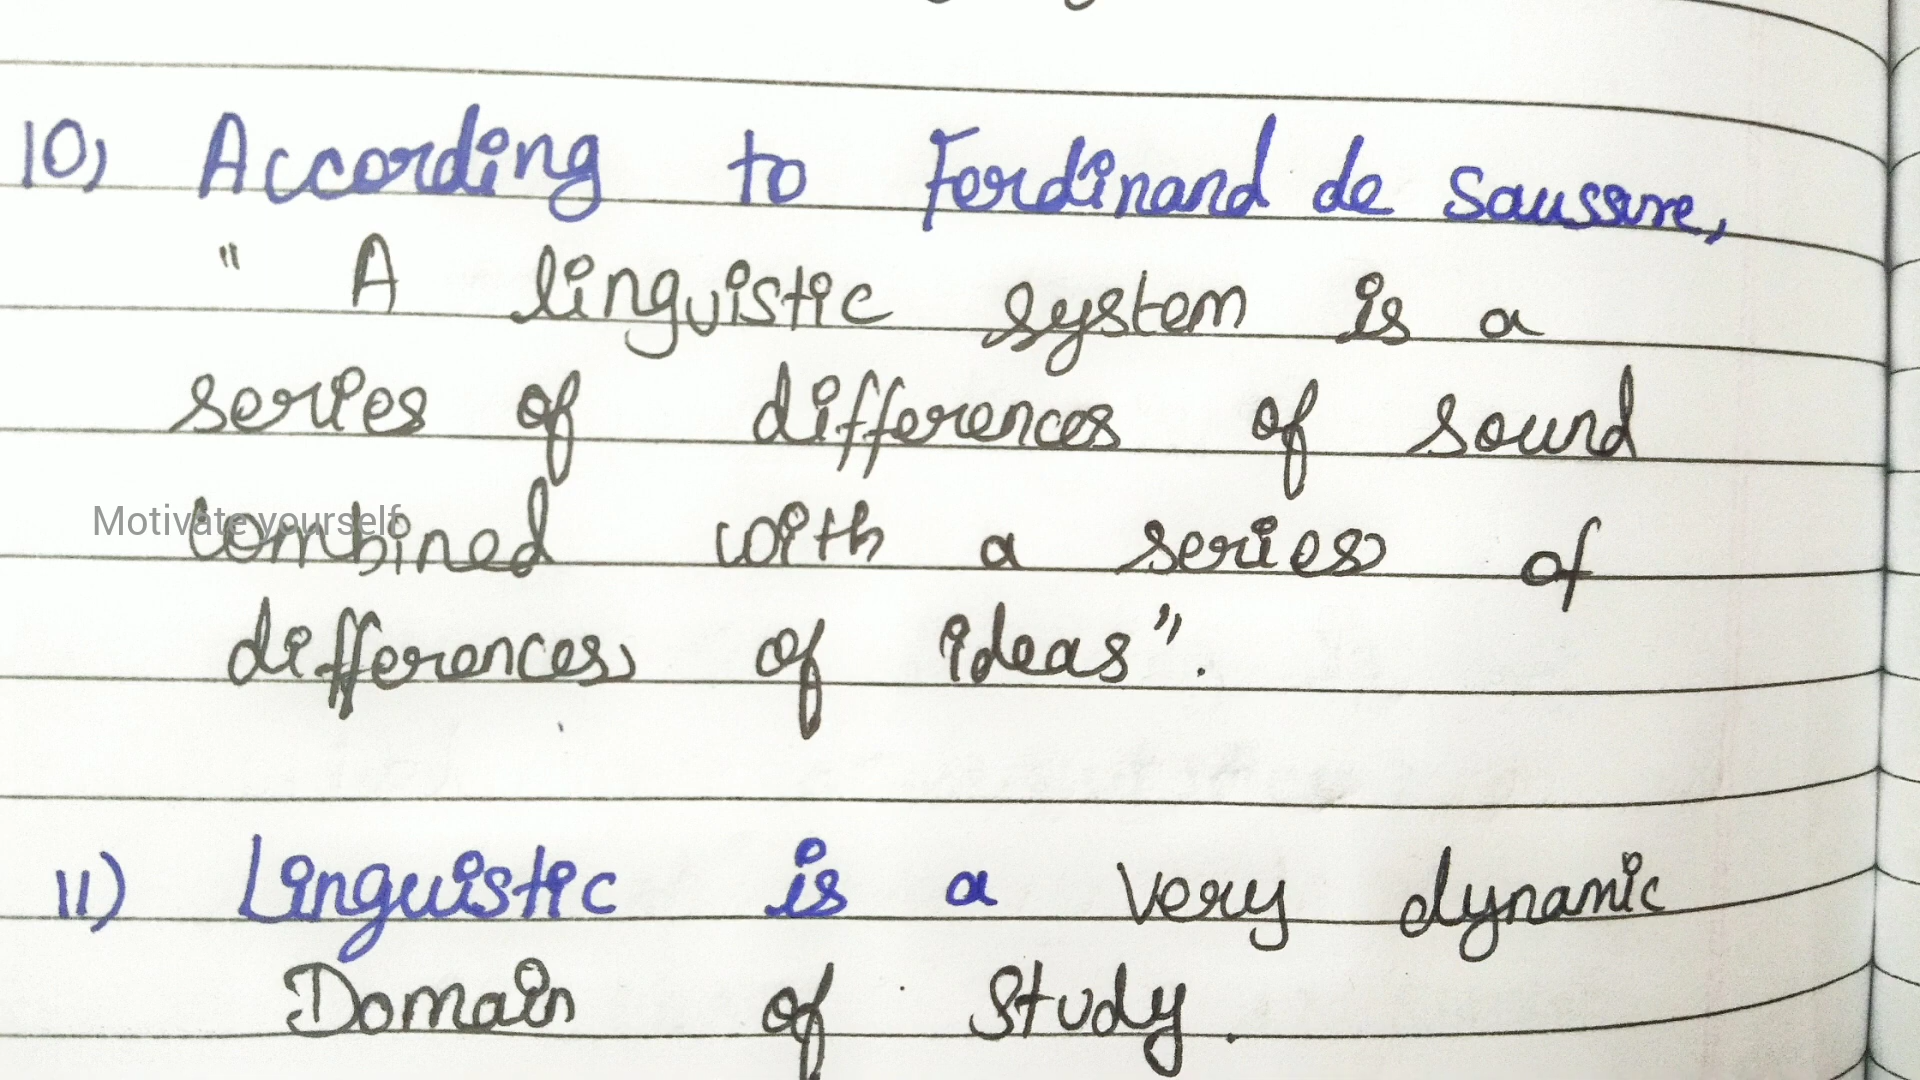 10) According to Ferdinand de Saussure,
" A linguistic system is a
series of differences of sound
Motivate yourself
combined with a series of
differences of ideas".
11) Linguistic is a very dynamic
Domain of Study.